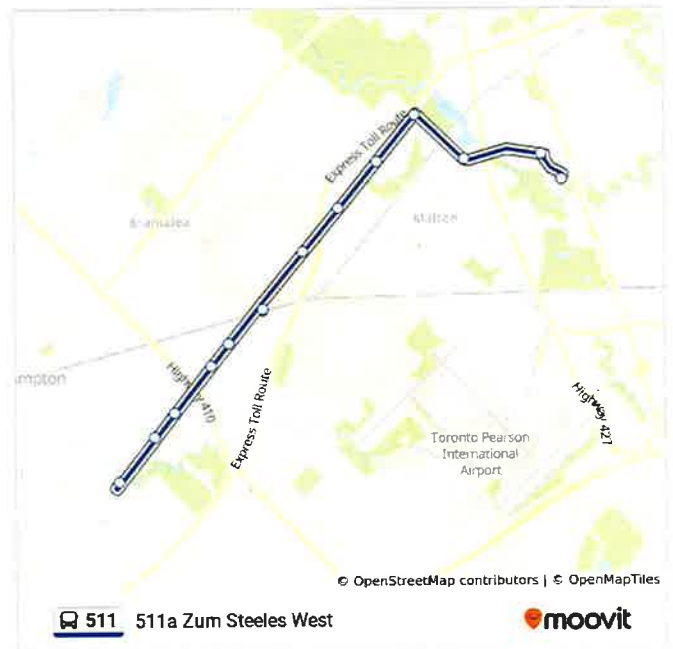 Express Toll Route
Bramalea
Malton
mpton
Highway 410
Express Toll Route
Highway 427
Toronto Pearson
International
Airport
© OpenStreetMap contributors | © OpenMapTiles
511 511a Zum Steeles West
moovit